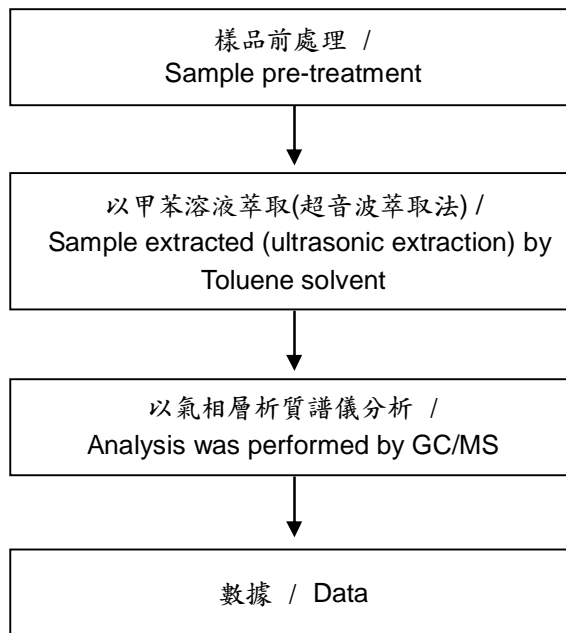 樣品前處理 /
Sample pre-treatment
以甲苯溶液萃取(超音波萃取法) /
Sample extracted (ultrasonic extraction) by
Toluene solvent
以氣相層析質譜儀分析 /
Analysis was performed by GC/MS
數據 / Data